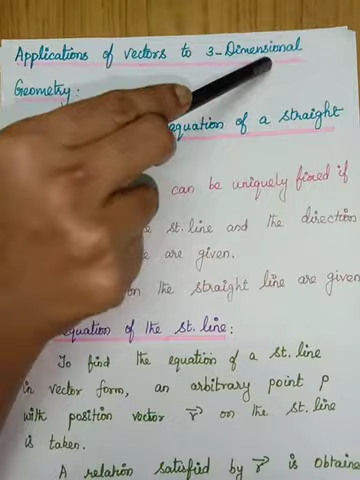 Applications of vectors to 3-Dimensional
Geometry:
equation of a straight
can be uniquely fixed if
st.line and the direction
are given.
on the straight line are given
equation of the st.line:
To find the equation of a st.line
in vector form, an arbitrary point P
with position vector r⃗ on the st.line
is taken.
A relation satisfied by r⃗ is obtaine